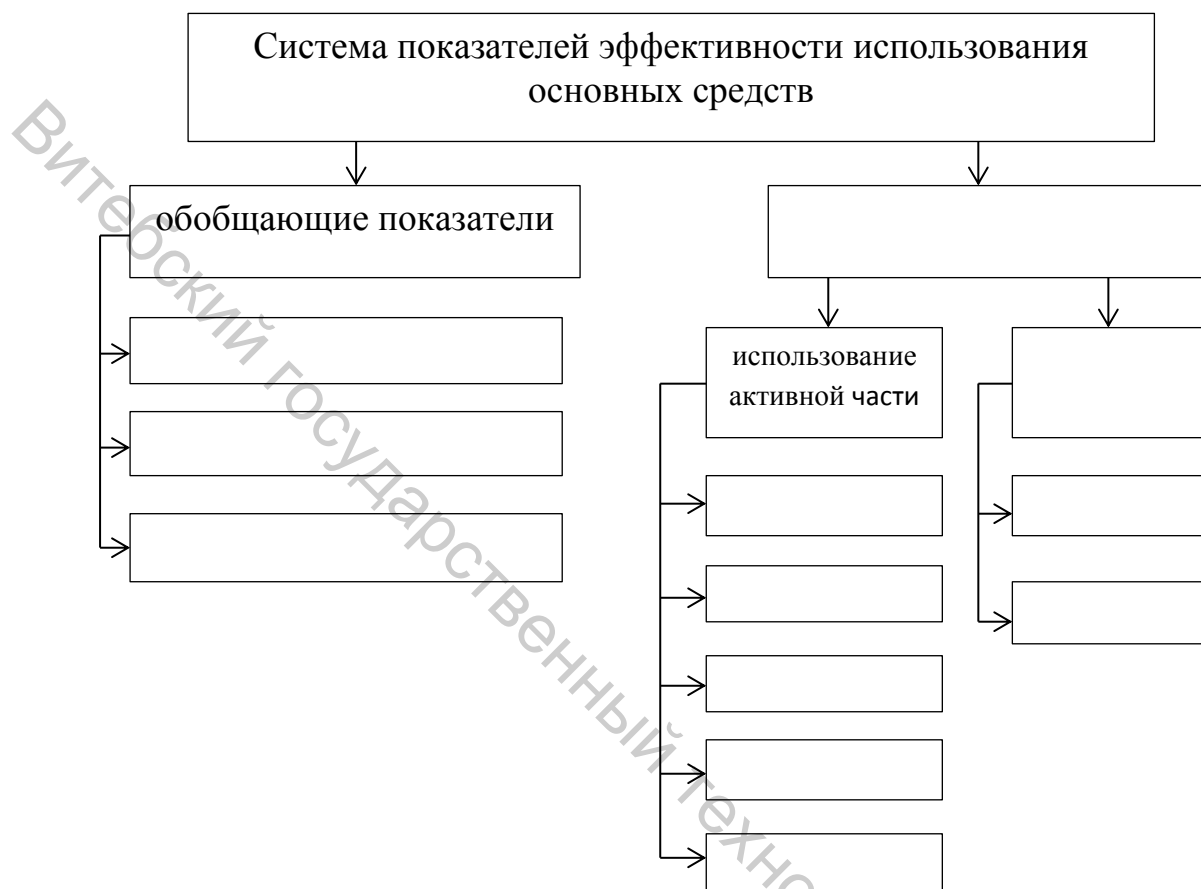 Система показателей эффективности использования
основных средств
обобщающие показатели
использование
активной части
Витебский государственный техно